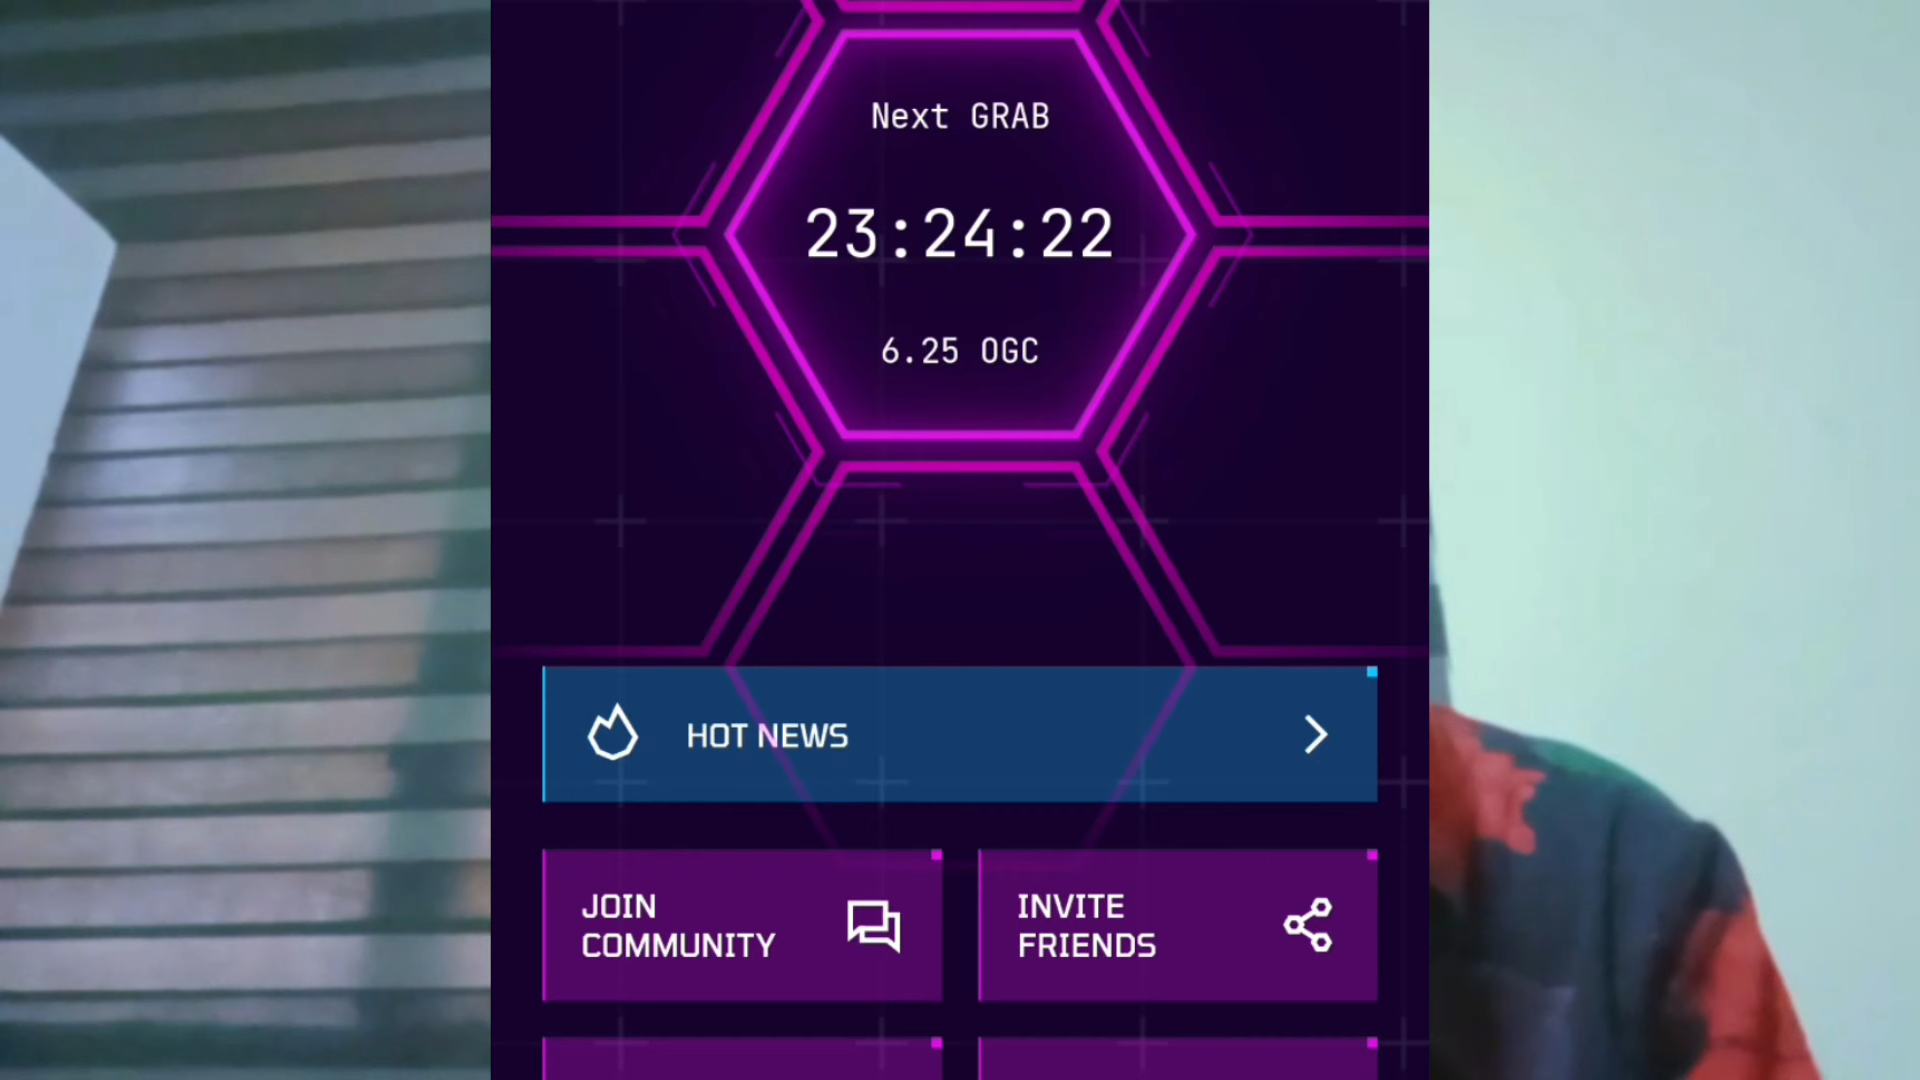 Next GRAB
23:24:22
6.25 OGC
HOT NEWS
JOIN
COMMUNITY
INVITE
FRIENDS